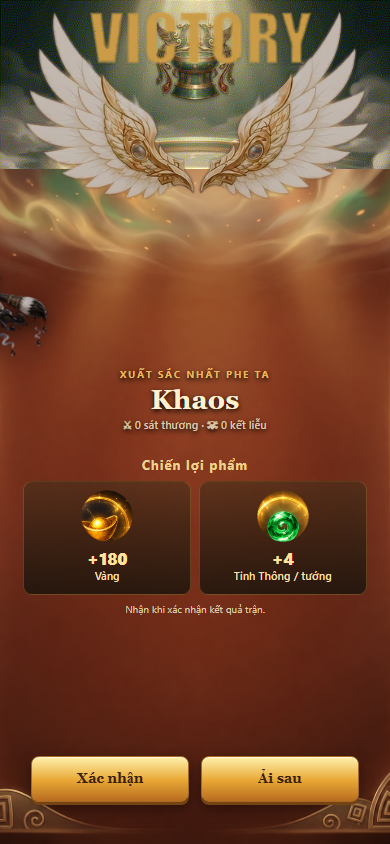 VICTORY
XUẤT SẮC NHẤT PHE TA
Khaos
0 sát thương · 0 kết liễu
Chiến lợi phẩm
+180
Vàng
+4
Tinh Thông / tướng
Nhận khi xác nhận kết quả trận.
Xác nhận
Ải sau